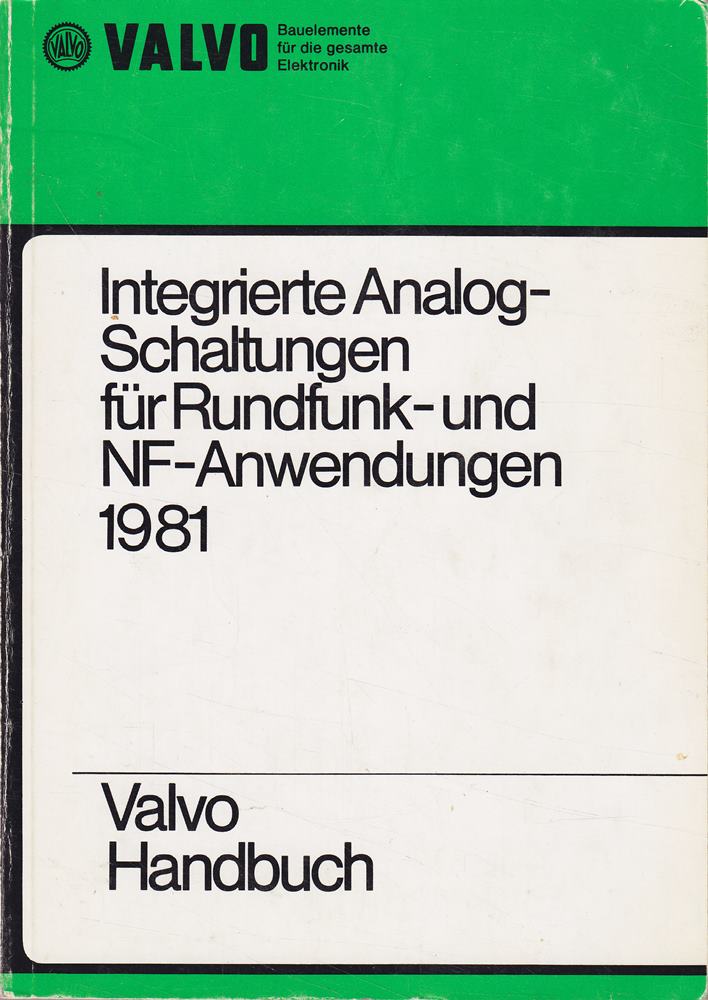 VALVO
VALVO
Bauelemente
für die gesamte
Elektronik
Integrierte Analog-
Schaltungen
für Rundfunk- und
NF-Anwendungen
1981
Valvo
Handbuch